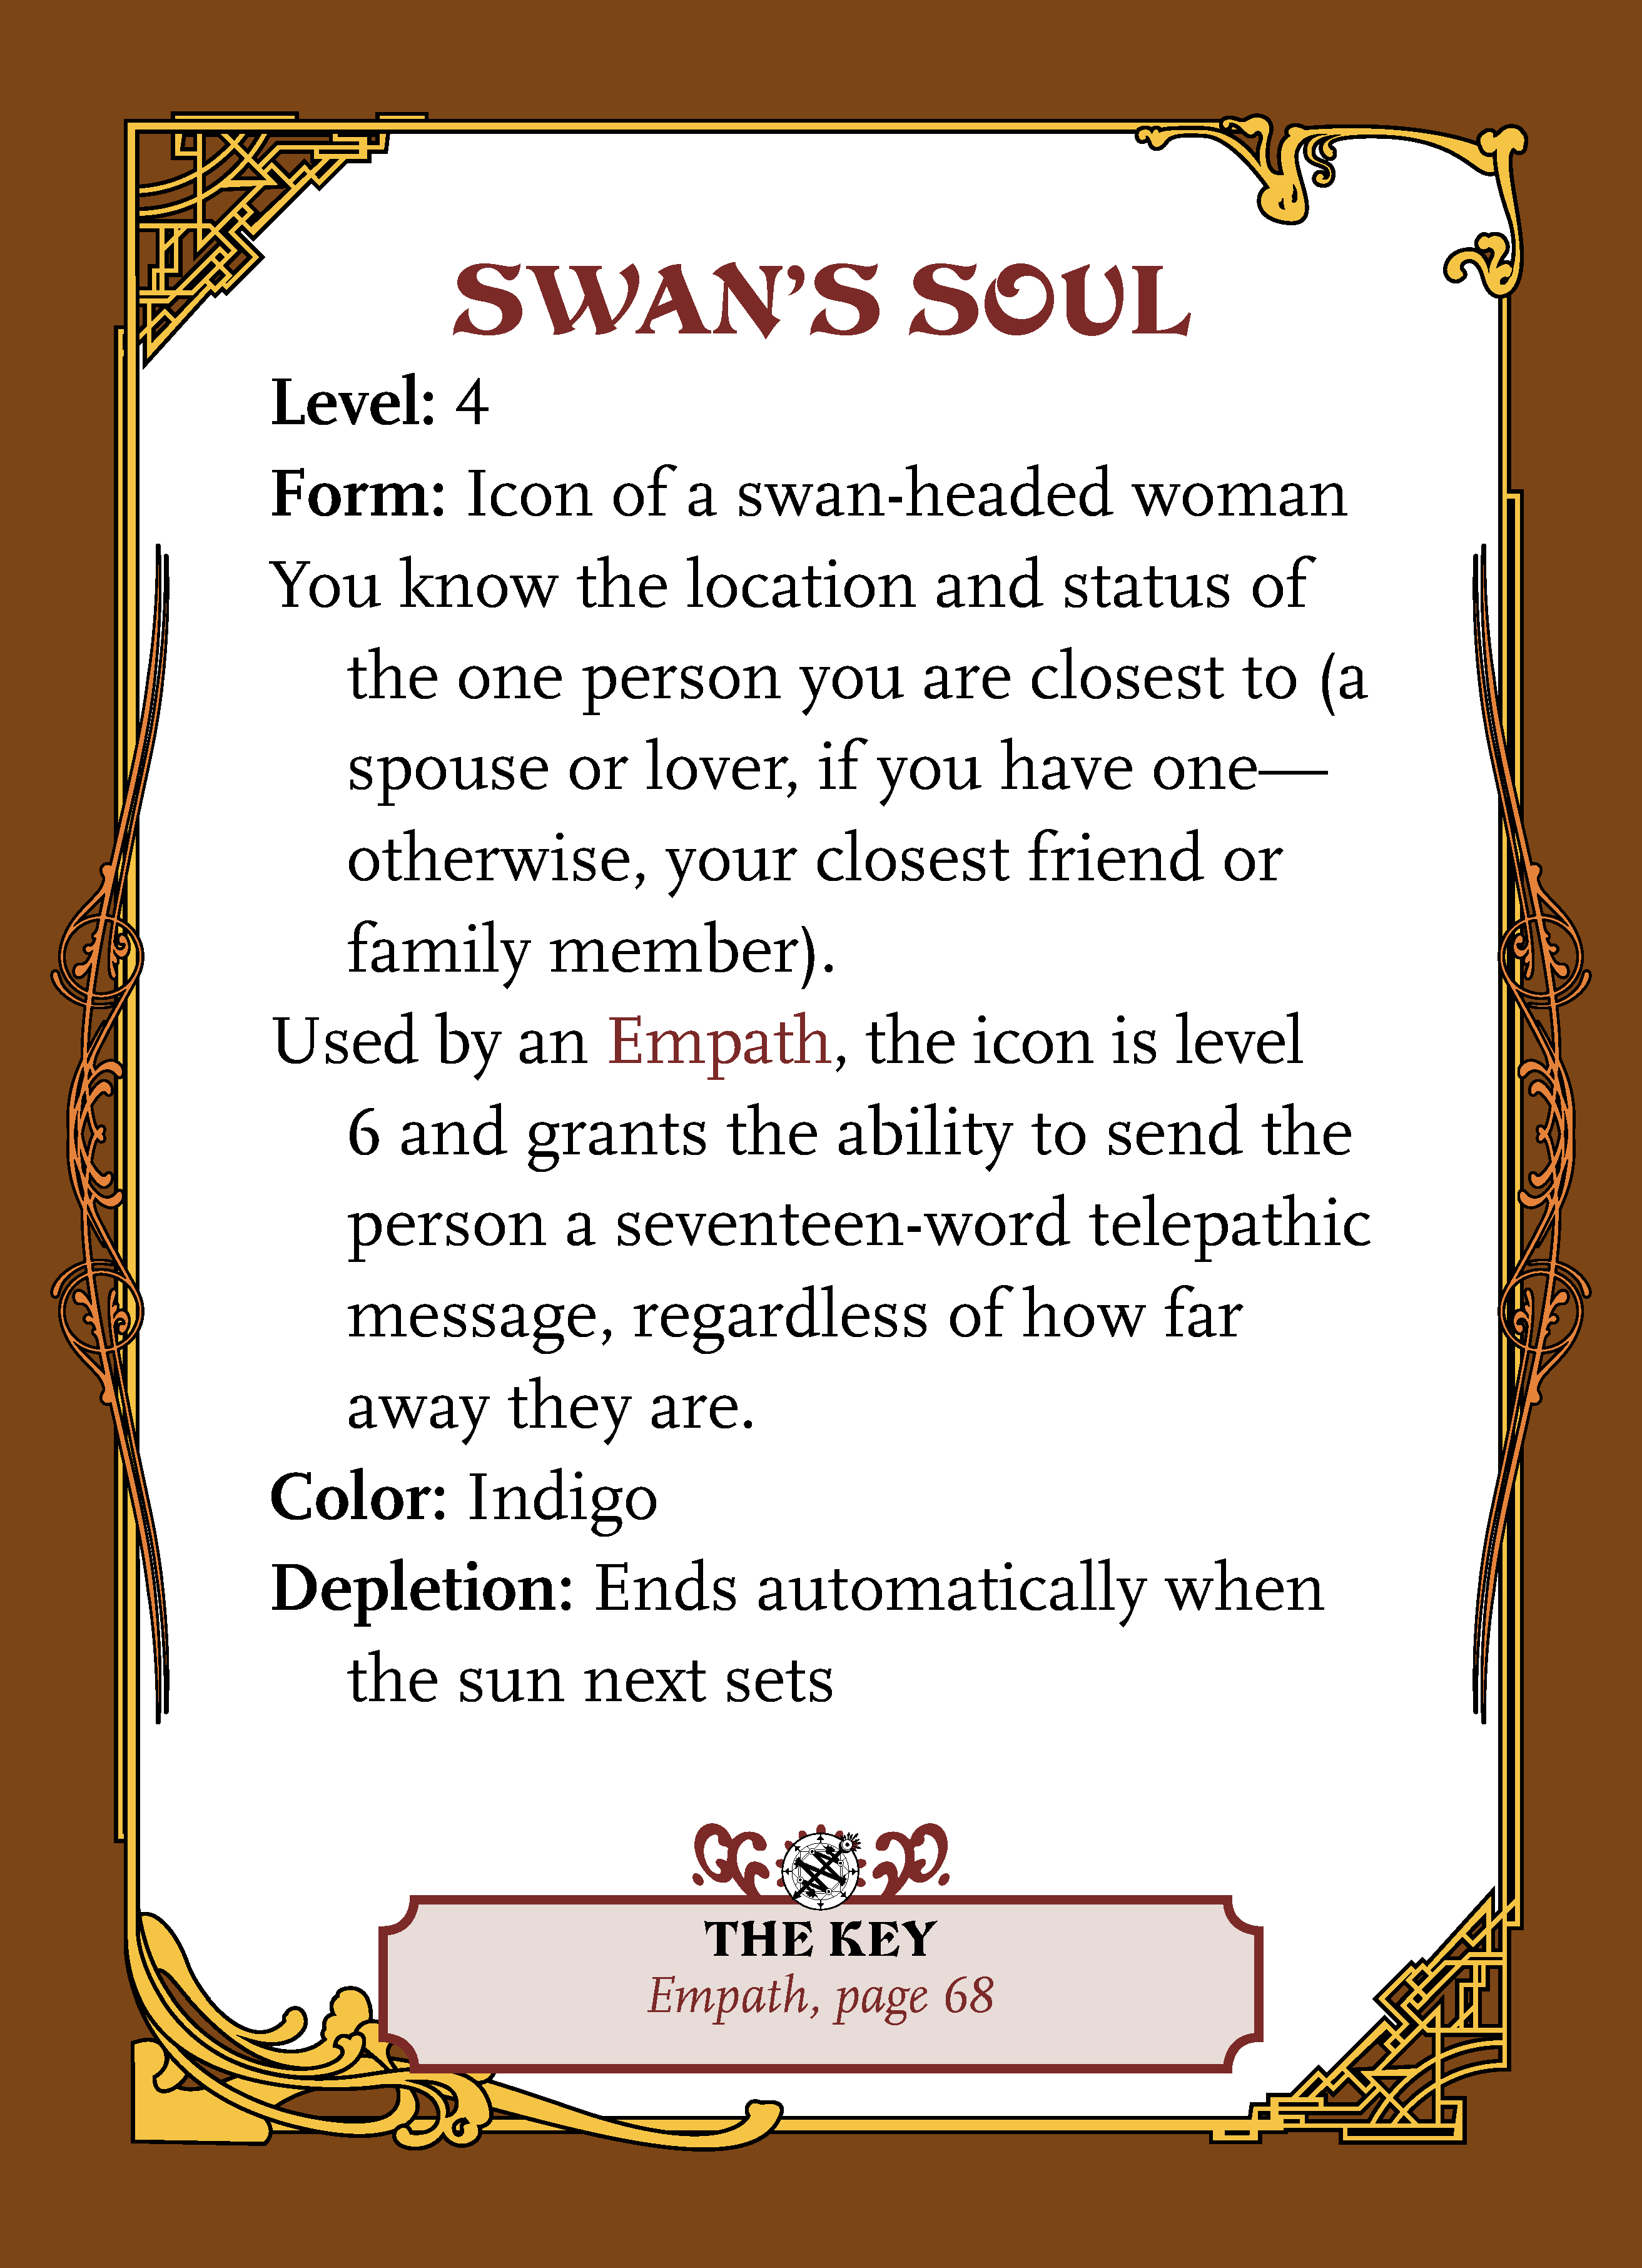 SWAN’S SOUL
Level: 4
Form: Icon of a swan-headed woman
You know the location and status of
the one person you are closest to (a
spouse or lover, if you have one—
otherwise, your closest friend or
family member).
Used by an Empath, the icon is level
6 and grants the ability to send the
person a seventeen-word telepathic
message, regardless of how far
away they are.
Color: Indigo
Depletion: Ends automatically when
the sun next sets
THE KEY
Empath, page 68